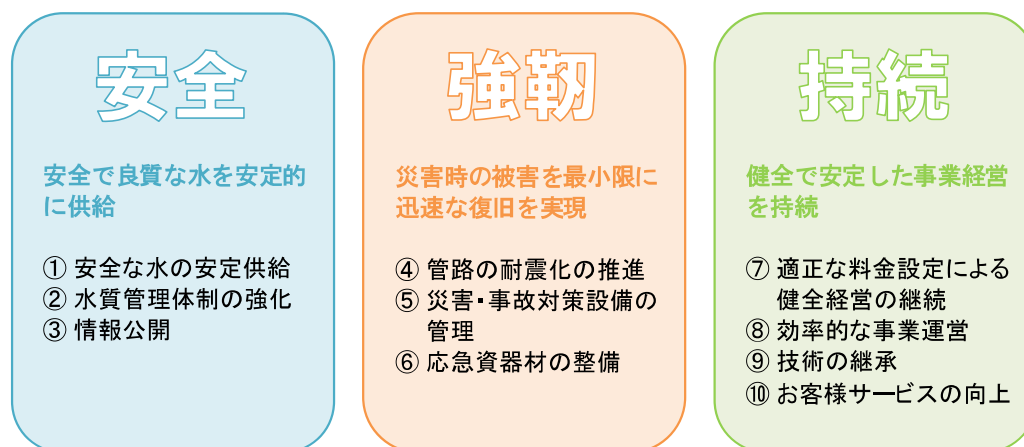 安全
安全で良質な水を安定的
に供給
① 安全な水の安定供給
② 水質管理体制の強化
③ 情報公開
強靭
災害時の被害を最小限に
迅速な復旧を実現
④ 管路の耐震化の推進
⑤ 災害・事故対策設備の
管理
⑥ 応急資器材の整備
持続
健全で安定した事業経営
を持続
⑦ 適正な料金設定による
健全経営の継続
⑧ 効率的な事業運営
⑨ 技術の継承
⑩ お客様サービスの向上